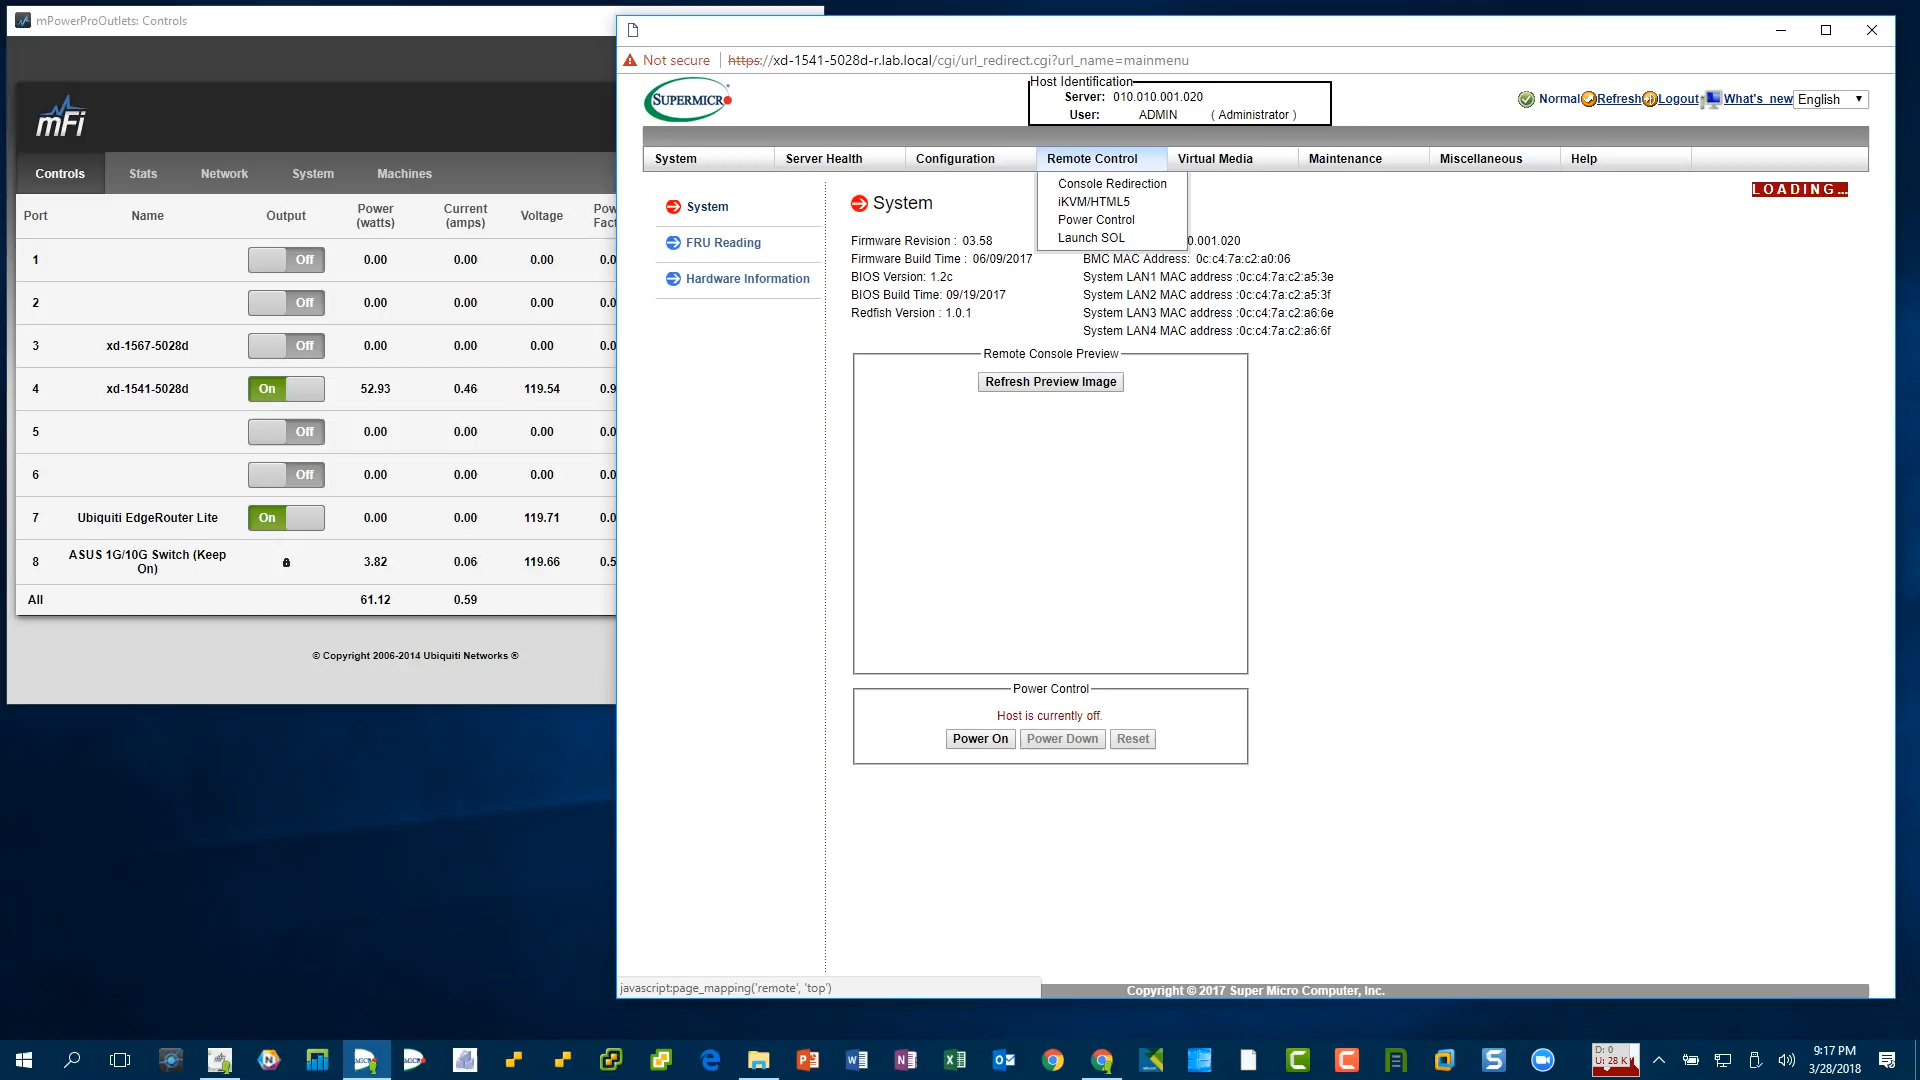 mPowerProOutlets: Controls
mFi
Controls Stats Network System Machines
Port Name Output Power (watts) Current (amps) Voltage
1 Off 0.00 0.00 0.00
2 Off 0.00 0.00 0.00
3 xd-1567-5028d Off 0.00 0.00 0.00
4 xd-1541-5028d On 52.93 0.46 119.54
5 Off 0.00 0.00 0.00
6 Off 0.00 0.00 0.00
7 Ubiquiti EdgeRouter Lite On 0.00 0.00 119.71
8 ASUS 1G/10G Switch (Keep On) 3.82 0.06 119.66
All 61.12 0.59
© Copyright 2006-2014 Ubiquiti Networks ®
Not secure https://xd-1541-5028d-r.lab.local/cgi/url_redirect.cgi?url_name=mainmenu
SUPERMICR
Host Identification
Server: 010.010.001.020
User: ADMIN ( Administrator )
Normal Refresh Logout What's new English
System Server Health Configuration Remote Control Virtual Media Maintenance Miscellaneous Help
Console Redirection
iKVM/HTML5
Power Control
Launch SOL
LOADING...
System
FRU Reading
Hardware Information
System
Firmware Revision : 03.58
Firmware Build Time : 06/09/2017
BIOS Version: 1.2c
BIOS Build Time: 09/19/2017
Redfish Version : 1.0.1
0.001.020
BMC MAC Address: 0c:c4:7a:c2:a0:06
System LAN1 MAC address :0c:c4:7a:c2:a5:3e
System LAN2 MAC address :0c:c4:7a:c2:a5:3f
System LAN3 MAC address :0c:c4:7a:c2:a6:6e
System LAN4 MAC address :0c:c4:7a:c2:a6:6f
Remote Console Preview
Refresh Preview Image
Power Control
Host is currently off.
Power On Power Down Reset
javascript:page_mapping('remote', 'top')
Copyright © 2017 Super Micro Computer, Inc.
D: 0
U: 28 K
9:17 PM
3/28/2018